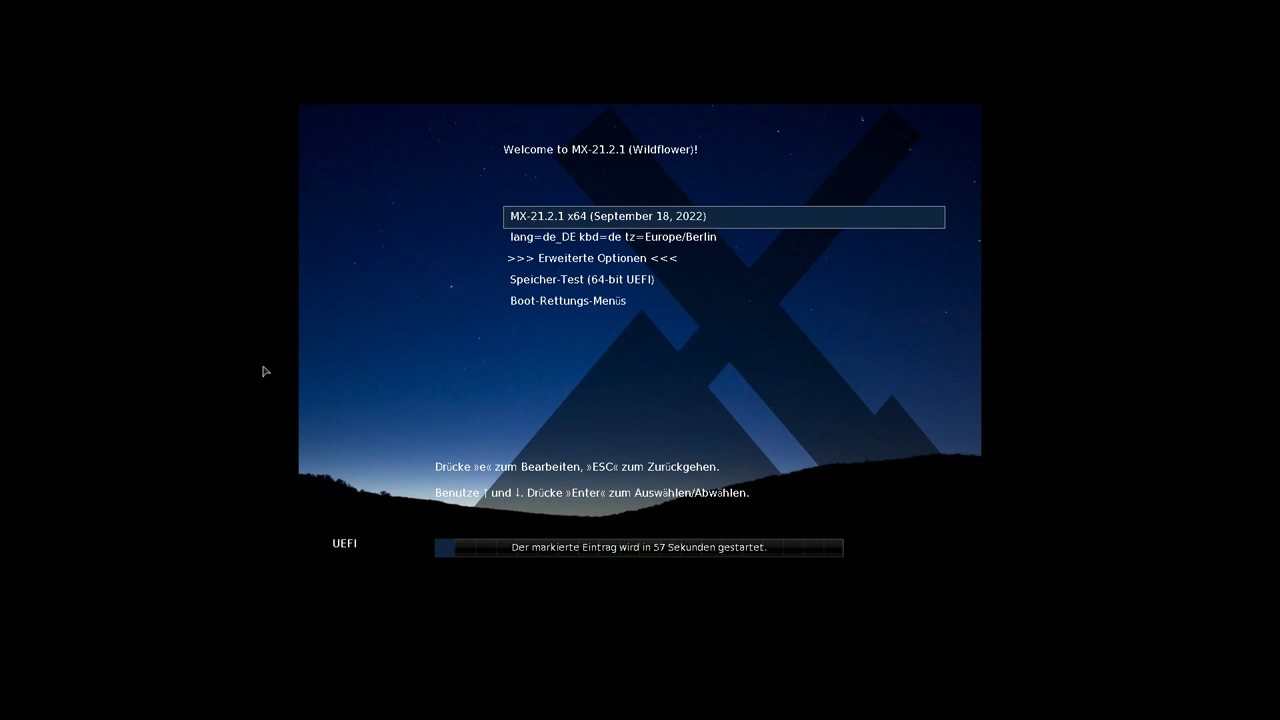 Welcome to MX-21.2.1 (Wildflower)!
MX-21.2.1 x64 (September 18, 2022)
lang=de_DE kbd=de tz=Europe/Berlin
>>> Erweiterte Optionen <<<
Speicher-Test (64-bit UEFI)
Boot-Rettungs-Menüs
Drücke »e« zum Bearbeiten, »ESC« zum Zurückgehen.
Benutze ↑ und ↓. Drücke »Enter« zum Auswählen/Abwählen.
UEFI
Der markierte Eintrag wird in 57 Sekunden gestartet.